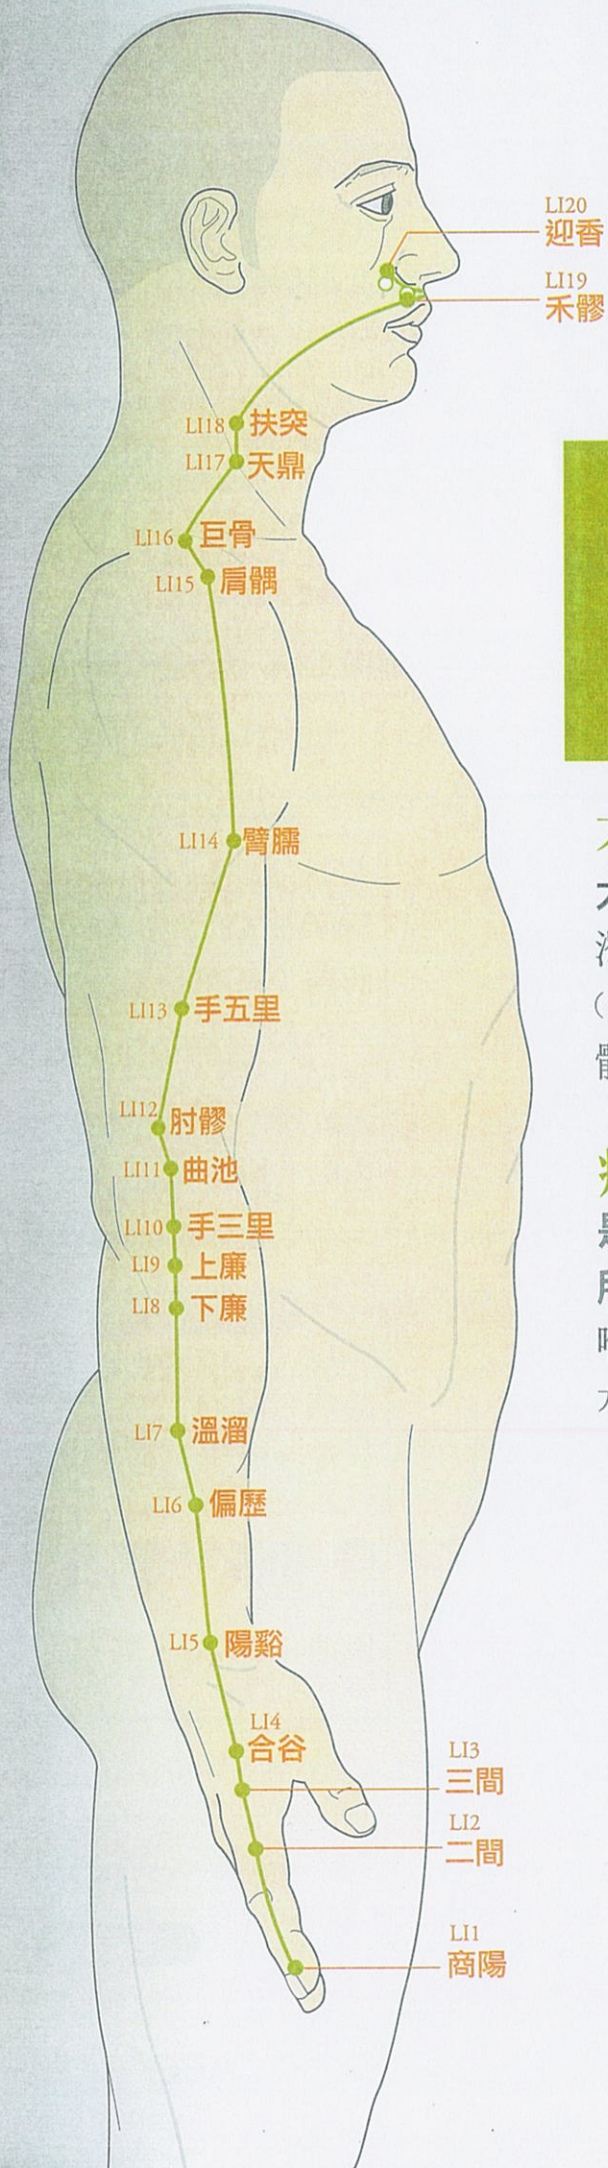 LI20
迎香
LI19
禾髎
LI18 扶突
LI17 天鼎
LI16 巨骨
LI15 肩髃
LI14 臂臑
LI13 手五里
LI12 肘髎
LI11 曲池
LI10 手三里
LI9 上廉
LI8 下廉
LI7 溫溜
LI6 偏歷
LI5 陽谿
LI4
合谷
LI3
三間
LI2
二間
LI1
商陽